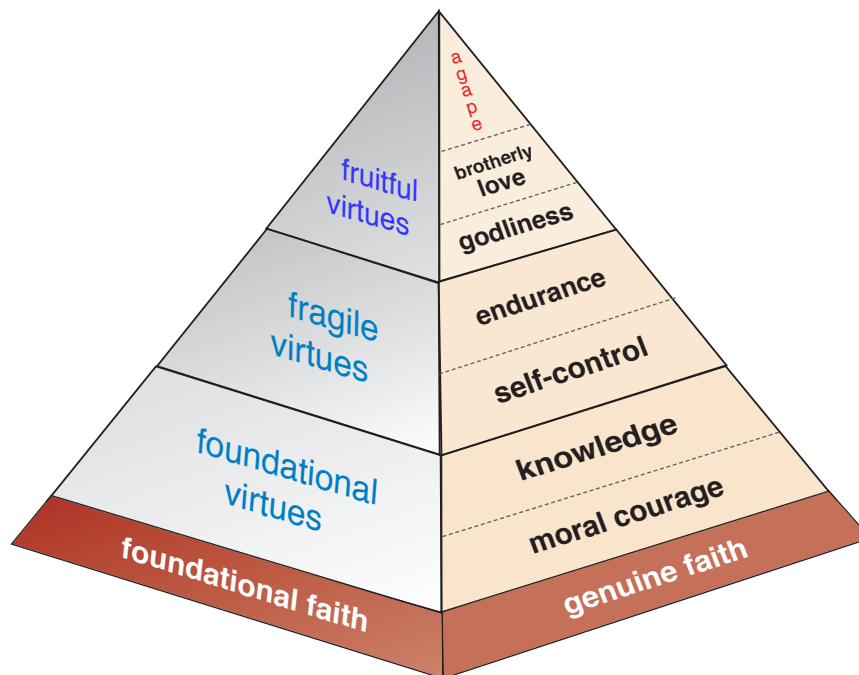 agape
brotherly
love
godliness
fruitful
virtues
endurance
self-control
fragile
virtues
knowledge
moral courage
foundational
virtues
foundational faith
genuine faith